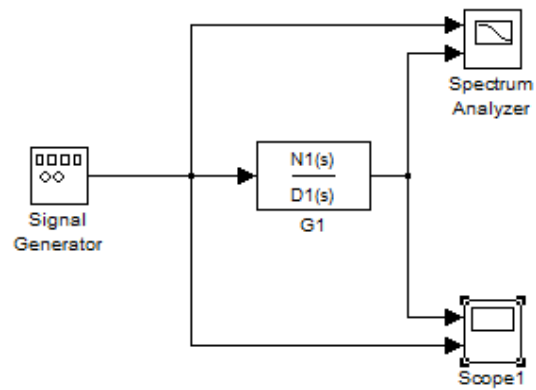 Spectrum
Analyzer
N1(s)
D1(s)
G1
Signal
Generator
Scope1